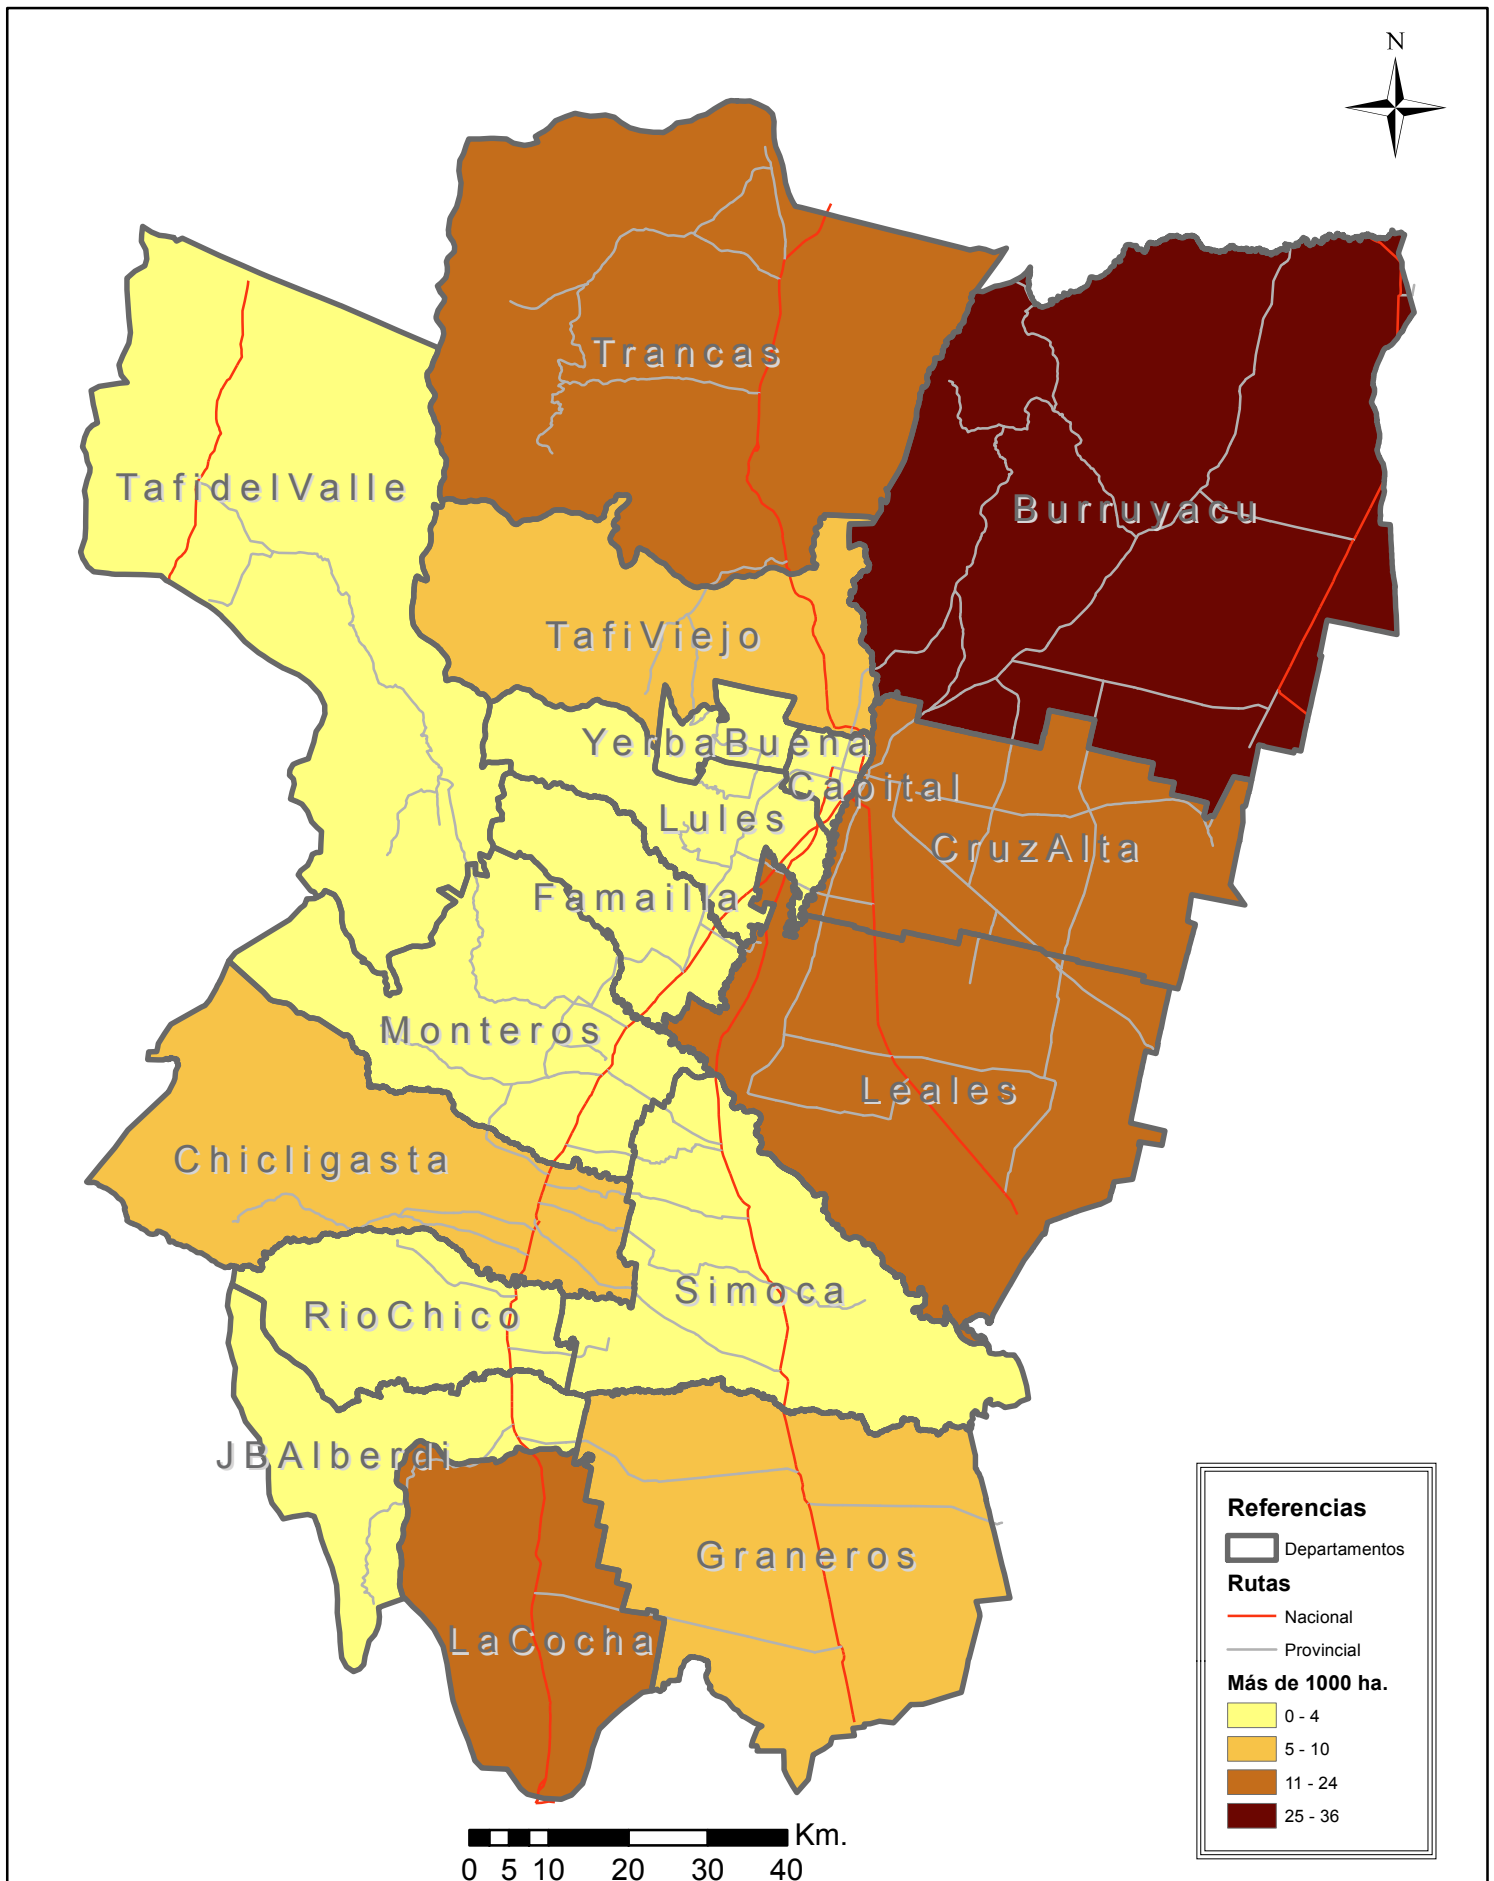 N
Trancas
TafidelValle
Burruyacu
TafiViejo
YerbaBuena
Capital
Lules
CruzAlta
Famailla
Monteros
Leales
Chicligasta
Simoca
RioChico
JBAlberdi
Graneros
LaCocha
Referencias
Departamentos
Rutas
Nacional
Provincial
Más de 1000 ha.
0 - 4
5 - 10
11 - 24
25 - 36
Km.
0 5 10 20 30 40